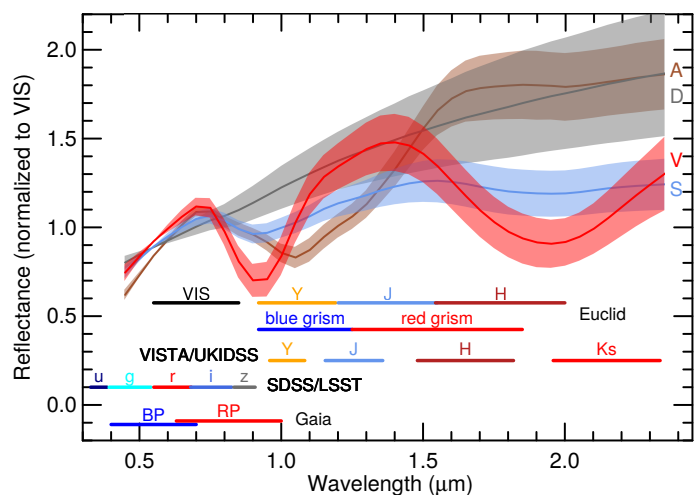 2.0
1.5
1.0
0.5
0.0
Reflectance (normalized to VIS)
A
D
V
S
VIS Y J H
Euclid
blue grism red grism
VISTA/UKIDSS
Y J H Ks
u g r i z SDSS/LSST
BP RP Gaia
0.5 1.0 1.5 2.0
Wavelength (μm)